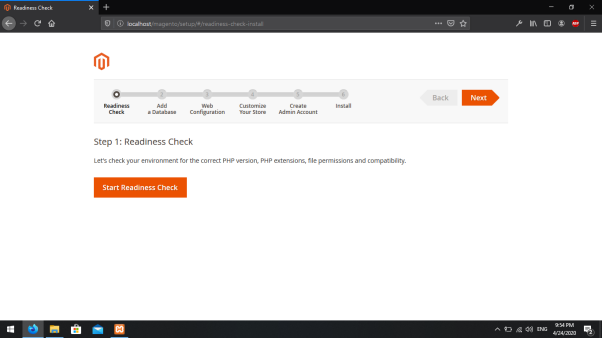 Readiness Check
localhost/magento/setup/#/readiness-check-install
ABP
Readiness Check
Add a Database
Web Configuration
Customize Your Store
Create Admin Account
Install
Back
Next
Step 1: Readiness Check
Let's check your environment for the correct PHP version, PHP extensions, file permissions and compatibility.
Start Readiness Check
ENG
9:54 PM
4/24/2020
2